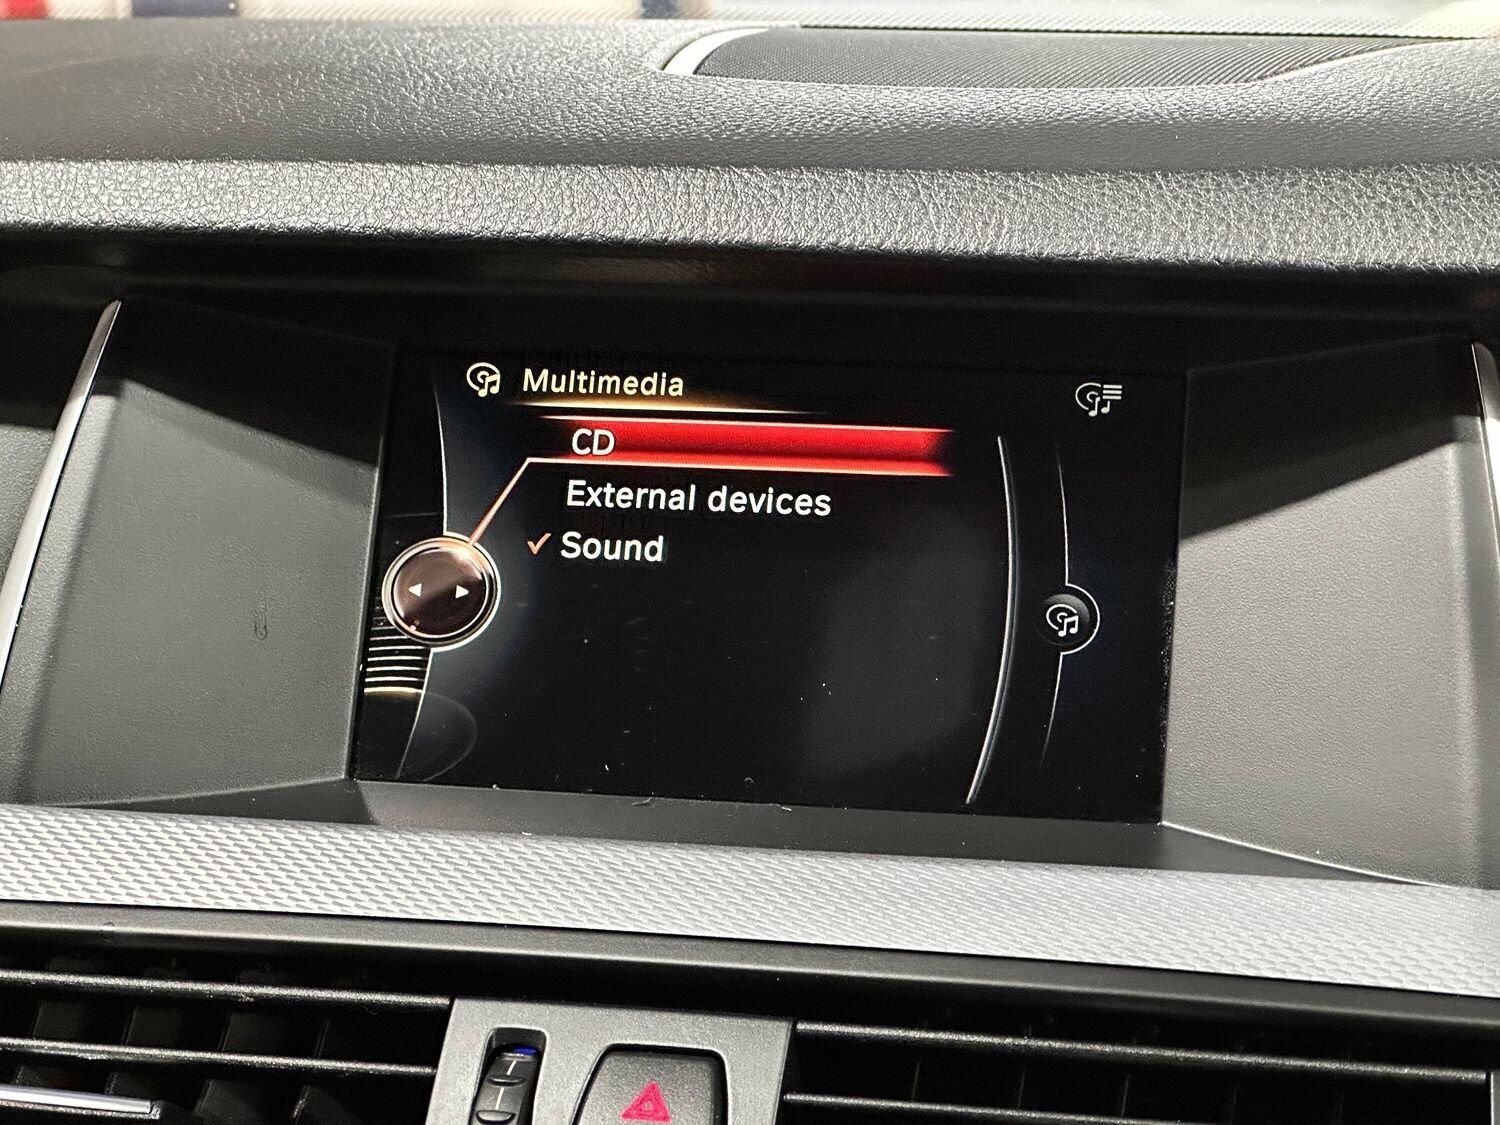 Multimedia
CD
External devices
Sound